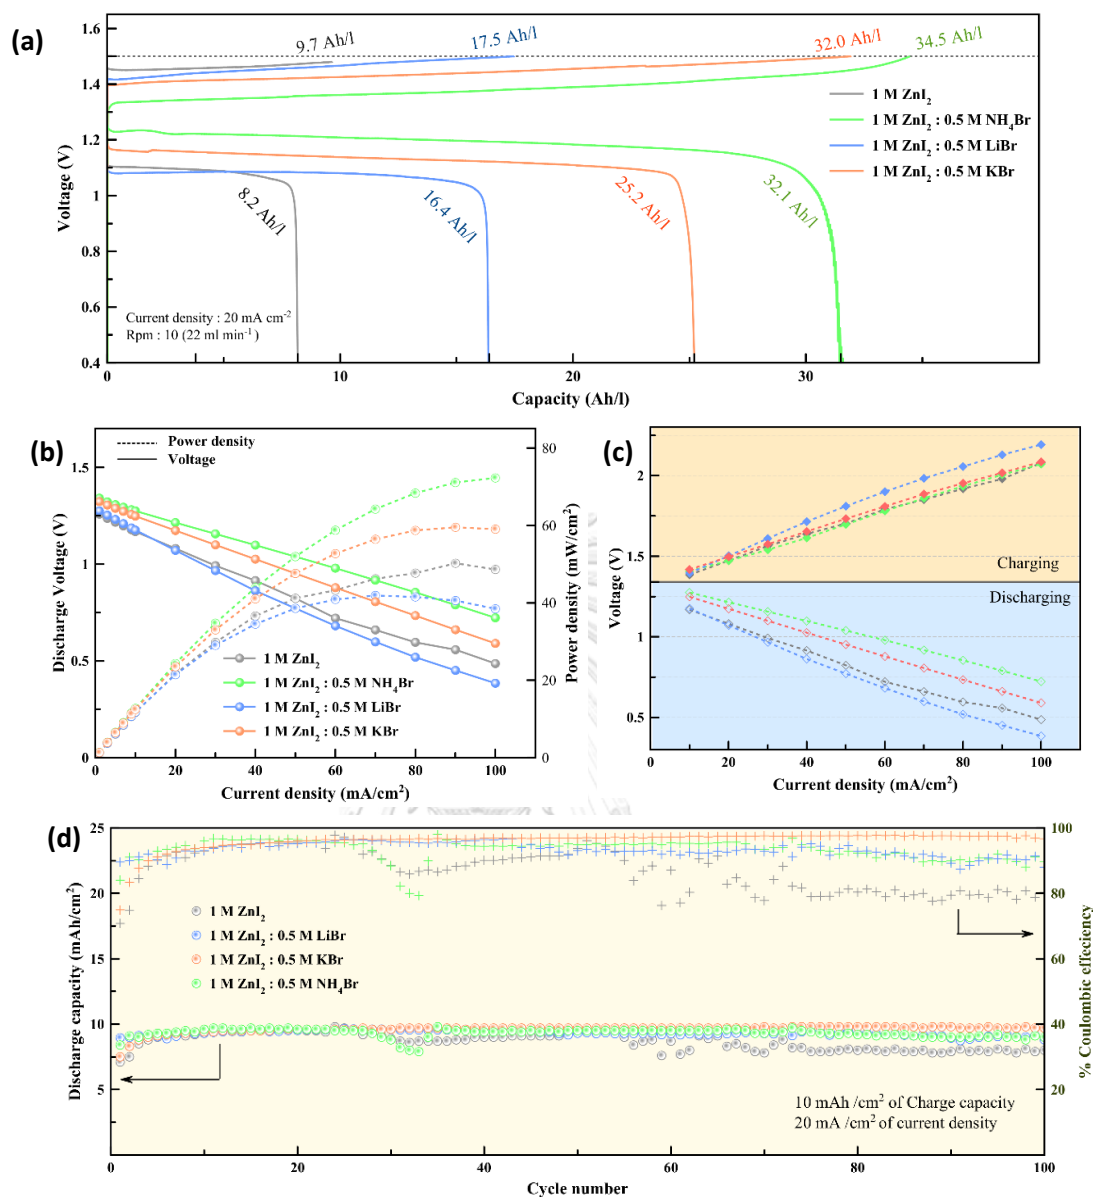 (a)
1.6
1.4
1.2
1
0.8
0.6
0.4
Voltage (V)
9.7 Ah/l
17.5 Ah/l
32.0 Ah/l
34.5 Ah/l
1 M ZnI₂
1 M ZnI₂ : 0.5 M NH₄Br
1 M ZnI₂ : 0.5 M LiBr
1 M ZnI₂ : 0.5 M KBr
8.2 Ah/l
16.4 Ah/l
25.2 Ah/l
32.1 Ah/l
Current density : 20 mA cm⁻²
Rpm : 10 (22 ml min⁻¹)
0 10 20 30
Capacity (Ah/l)
(b)
Power density
Voltage
1.5
1
0.5
0
Discharge Voltage (V)
80
60
40
20
0
Power density (mW/cm²)
1 M ZnI₂
1 M ZnI₂ : 0.5 M NH₄Br
1 M ZnI₂ : 0.5 M LiBr
1 M ZnI₂ : 0.5 M KBr
0 20 40 60 80 100
Current density (mA/cm²)
(c)
2
1.5
1
0.5
Voltage (V)
Charging
Discharging
0 20 40 60 80 100
Current density (mA/cm²)
(d)
25
20
15
10
5
Discharge capacity (mAh/cm²)
100
80
60
40
20
% Coulombic effeciency
1 M ZnI₂
1 M ZnI₂ : 0.5 M LiBr
1 M ZnI₂ : 0.5 M KBr
1 M ZnI₂ : 0.5 M NH₄Br
10 mAh /cm² of Charge capacity
20 mA /cm² of current density
0 20 40 60 80 100
Cycle number